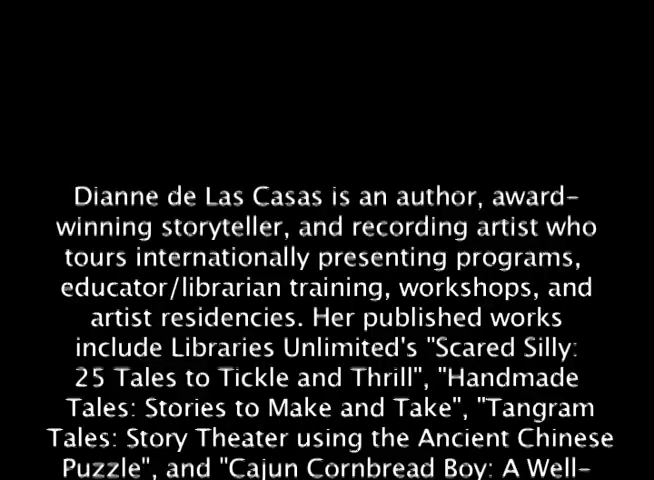 Dianne de Las Casas is an author, award-
winning storyteller, and recording artist who
tours internationally presenting programs,
educator/librarian training, workshops, and
artist residencies. Her published works
include Libraries Unlimited's "Scared Silly:
25 Tales to Tickle and Thrill", "Handmade
Tales: Stories to Make and Take", "Tangram
Tales: Story Theater using the Ancient Chinese
Puzzle", and "Cajun Cornbread Boy: A Well-